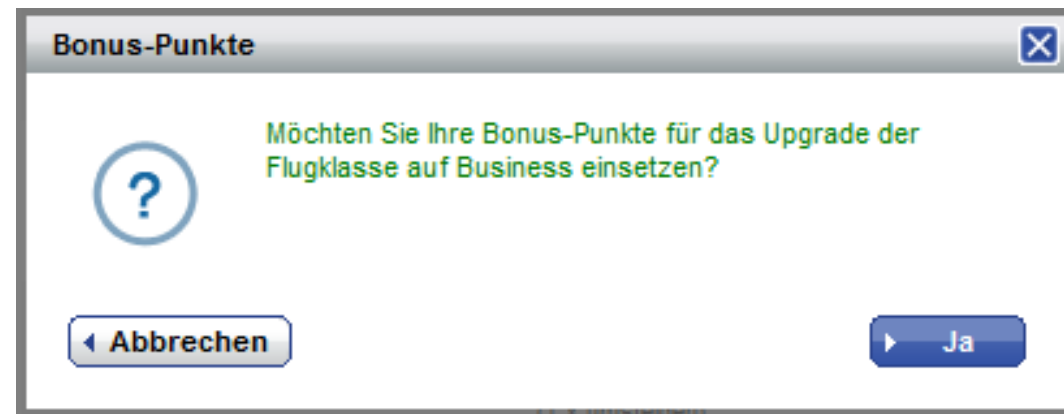 Bonus-Punkte
Möchten Sie Ihre Bonus-Punkte für das Upgrade der
Flugklasse auf Business einsetzen?
?
Abbrechen
Ja